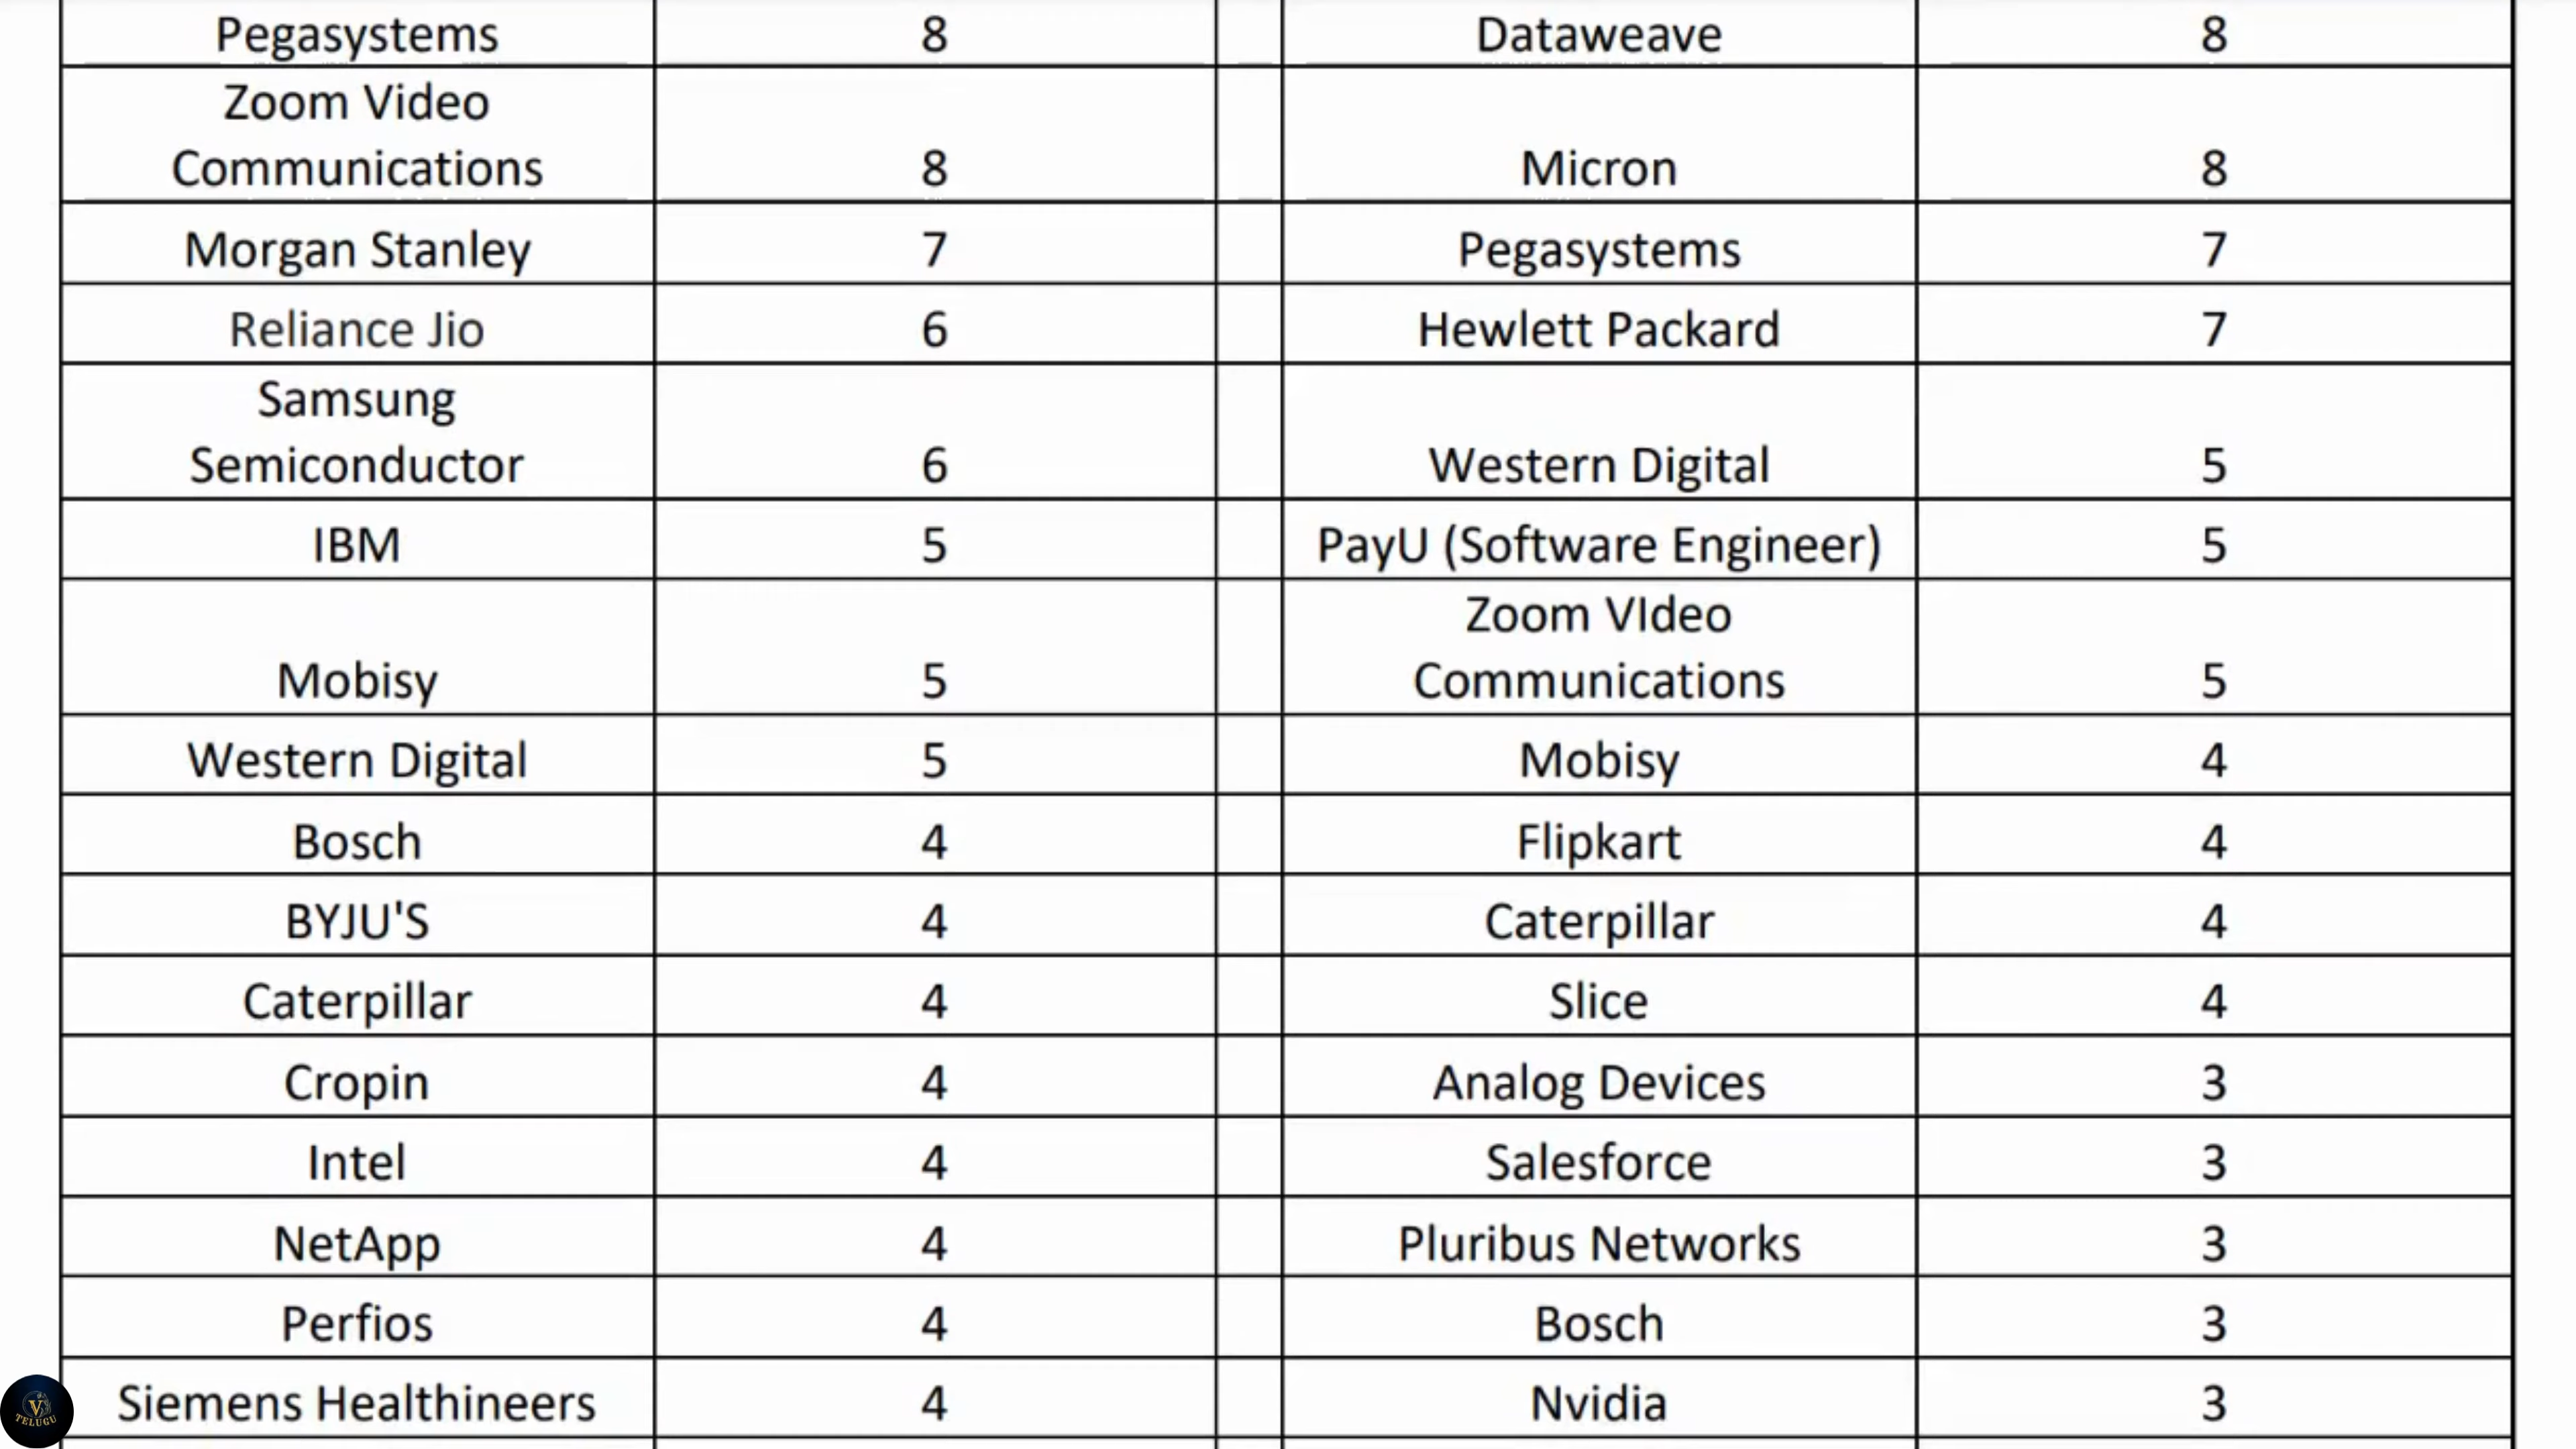 Pegasystems 8 Dataweave 8
Zoom Video
Communications 8 Micron 8
Morgan Stanley 7 Pegasystems 7
Reliance Jio 6 Hewlett Packard 7
Samsung
Semiconductor 6 Western Digital 5
IBM 5 PayU (Software Engineer) 5
Zoom VIdeo
Mobisy 5 Communications 5
Western Digital 5 Mobisy 4
Bosch 4 Flipkart 4
BYJU'S 4 Caterpillar 4
Caterpillar 4 Slice 4
Cropin 4 Analog Devices 3
Intel 4 Salesforce 3
NetApp 4 Pluribus Networks 3
Perfios 4 Bosch 3
Siemens Healthineers 4 Nvidia 3
V
TELUGU